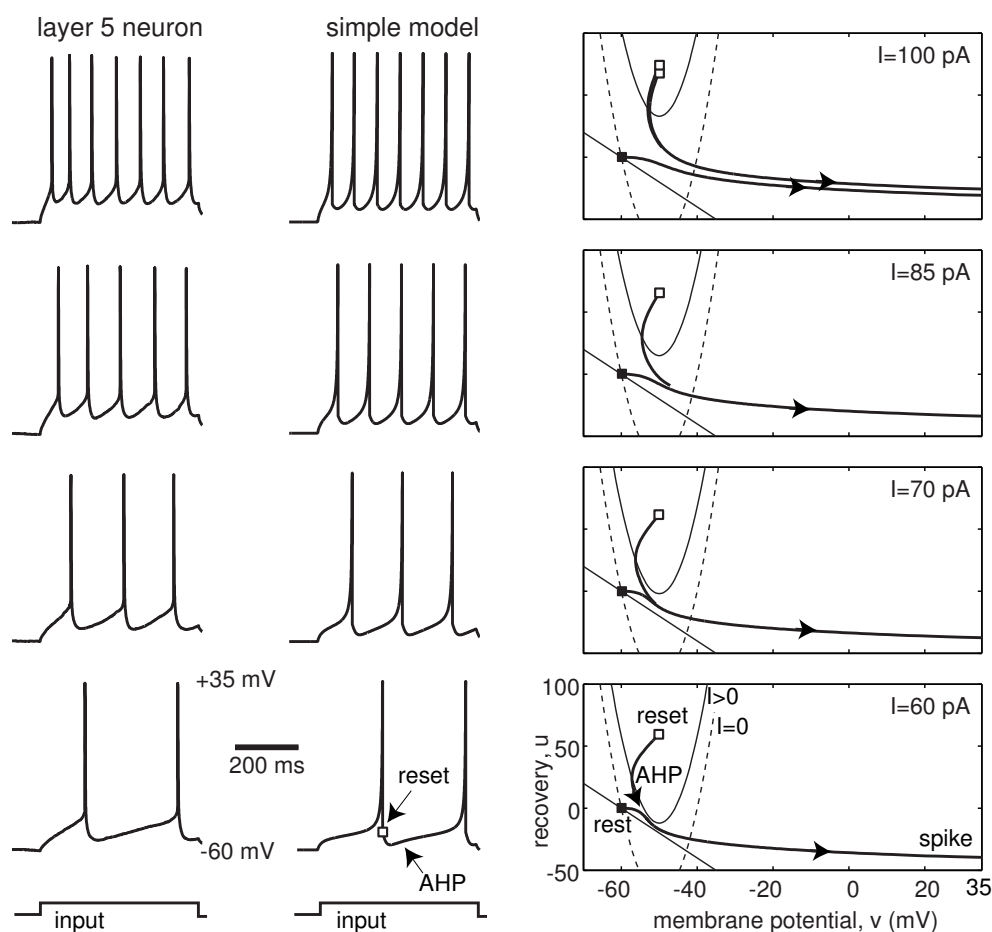 layer 5 neuron
simple model
I=100 pA
I=85 pA
I=70 pA
+35 mV
-60 mV
200 ms
reset
AHP
input
input
I=60 pA
I>0
I=0
reset
AHP
rest
spike
100
50
0
-50
recovery, u
-60
-40
-20
0
20
35
membrane potential, v (mV)